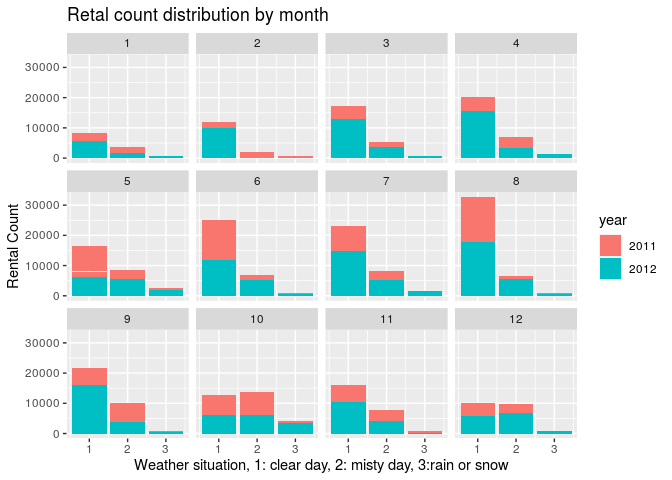 Retal count distribution by month
1 2 3 4
30000
20000
10000
0
5 6 7 8
30000
20000
10000
0
9 10 11 12
30000
20000
10000
0
1 2 3 1 2 3 1 2 3 1 2 3
Weather situation, 1: clear day, 2: misty day, 3:rain or snow
Rental Count
year
2011
2012